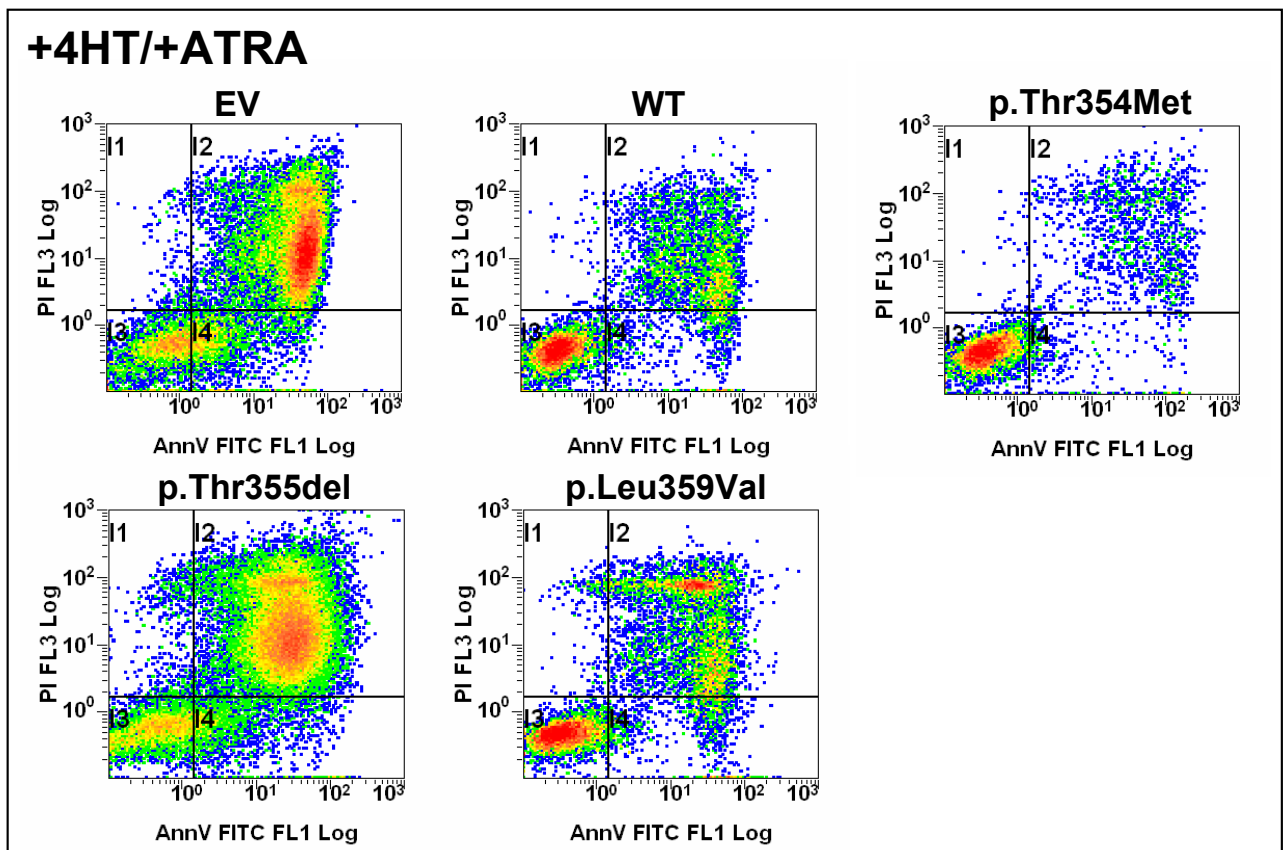 +4HT/+ATRA
EV
WT
p.Thr354Met
10³
I1
I2
10²
10¹
10⁰
I3
I4
PI FL3 Log
10⁰ 10¹ 10² 10³
AnnV FITC FL1 Log
10³
I1
I2
10²
10¹
10⁰
I3
I4
PI FL3 Log
10⁰ 10¹ 10² 10³
AnnV FITC FL1 Log
10³
I1
I2
10²
10¹
10⁰
I3
I4
PI FL3 Log
10⁰ 10¹ 10² 10³
AnnV FITC FL1 Log
p.Thr355del
p.Leu359Val
10³
I1
I2
10²
10¹
10⁰
I3
I4
PI FL3 Log
10⁰ 10¹ 10² 10³
AnnV FITC FL1 Log
10³
I1
I2
10²
10¹
10⁰
I3
I4
PI FL3 Log
10⁰ 10¹ 10² 10³
AnnV FITC FL1 Log